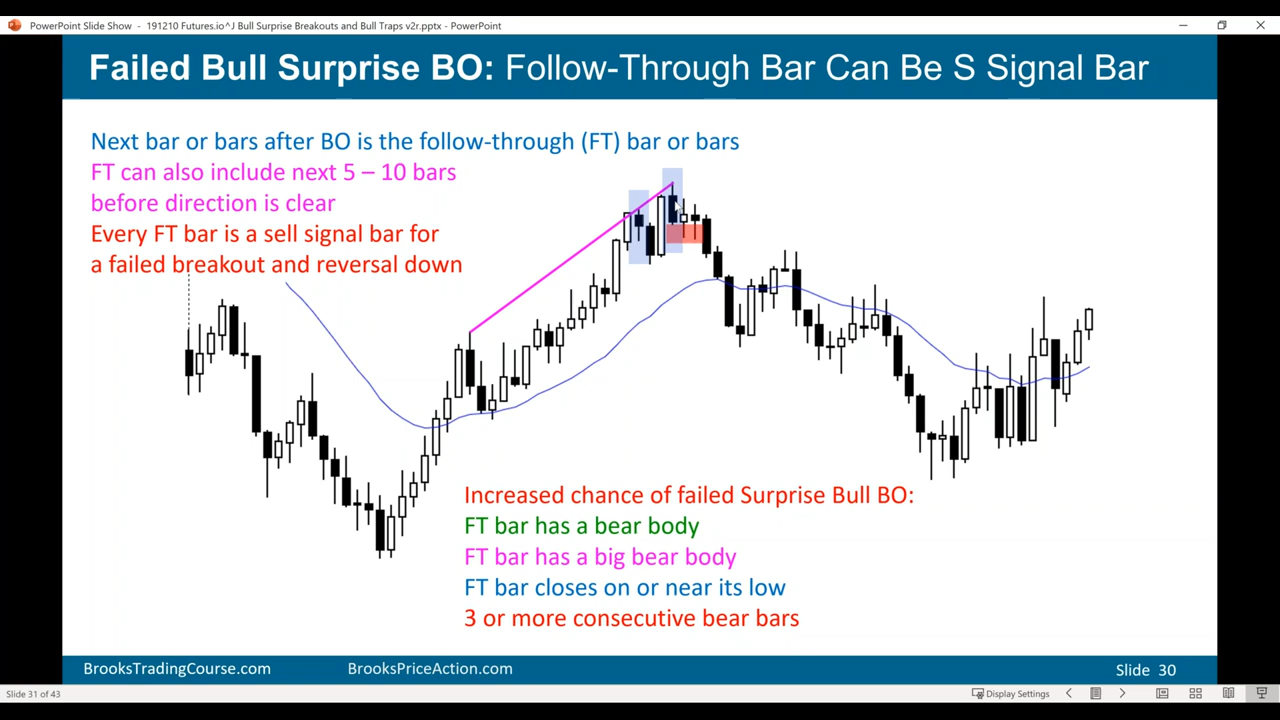 PowerPoint Slide Show - 191210 Futures.io^J Bull Surprise Breakouts and Bull Traps v2r.pptx - PowerPoint
Failed Bull Surprise BO: Follow-Through Bar Can Be S Signal Bar
Next bar or bars after BO is the follow-through (FT) bar or bars
FT can also include next 5 – 10 bars
before direction is clear
Every FT bar is a sell signal bar for
a failed breakout and reversal down
Increased chance of failed Surprise Bull BO:
FT bar has a bear body
FT bar has a big bear body
FT bar closes on or near its low
3 or more consecutive bear bars
BrooksTradingCourse.com
BrooksPriceAction.com
Slide 30
Slide 31 of 43
Display Settings